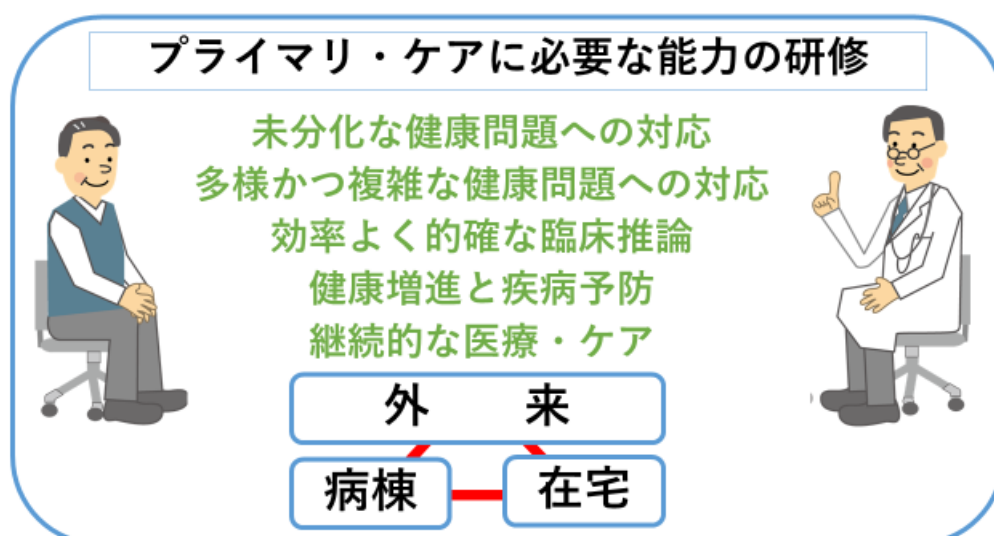 プライマリ・ケアに必要な能力の研修
未分化な健康問題への対応
多様かつ複雑な健康問題への対応
効率よく的確な臨床推論
健康増進と疾病予防
継続的な医療・ケア
外　　来
病棟
在宅